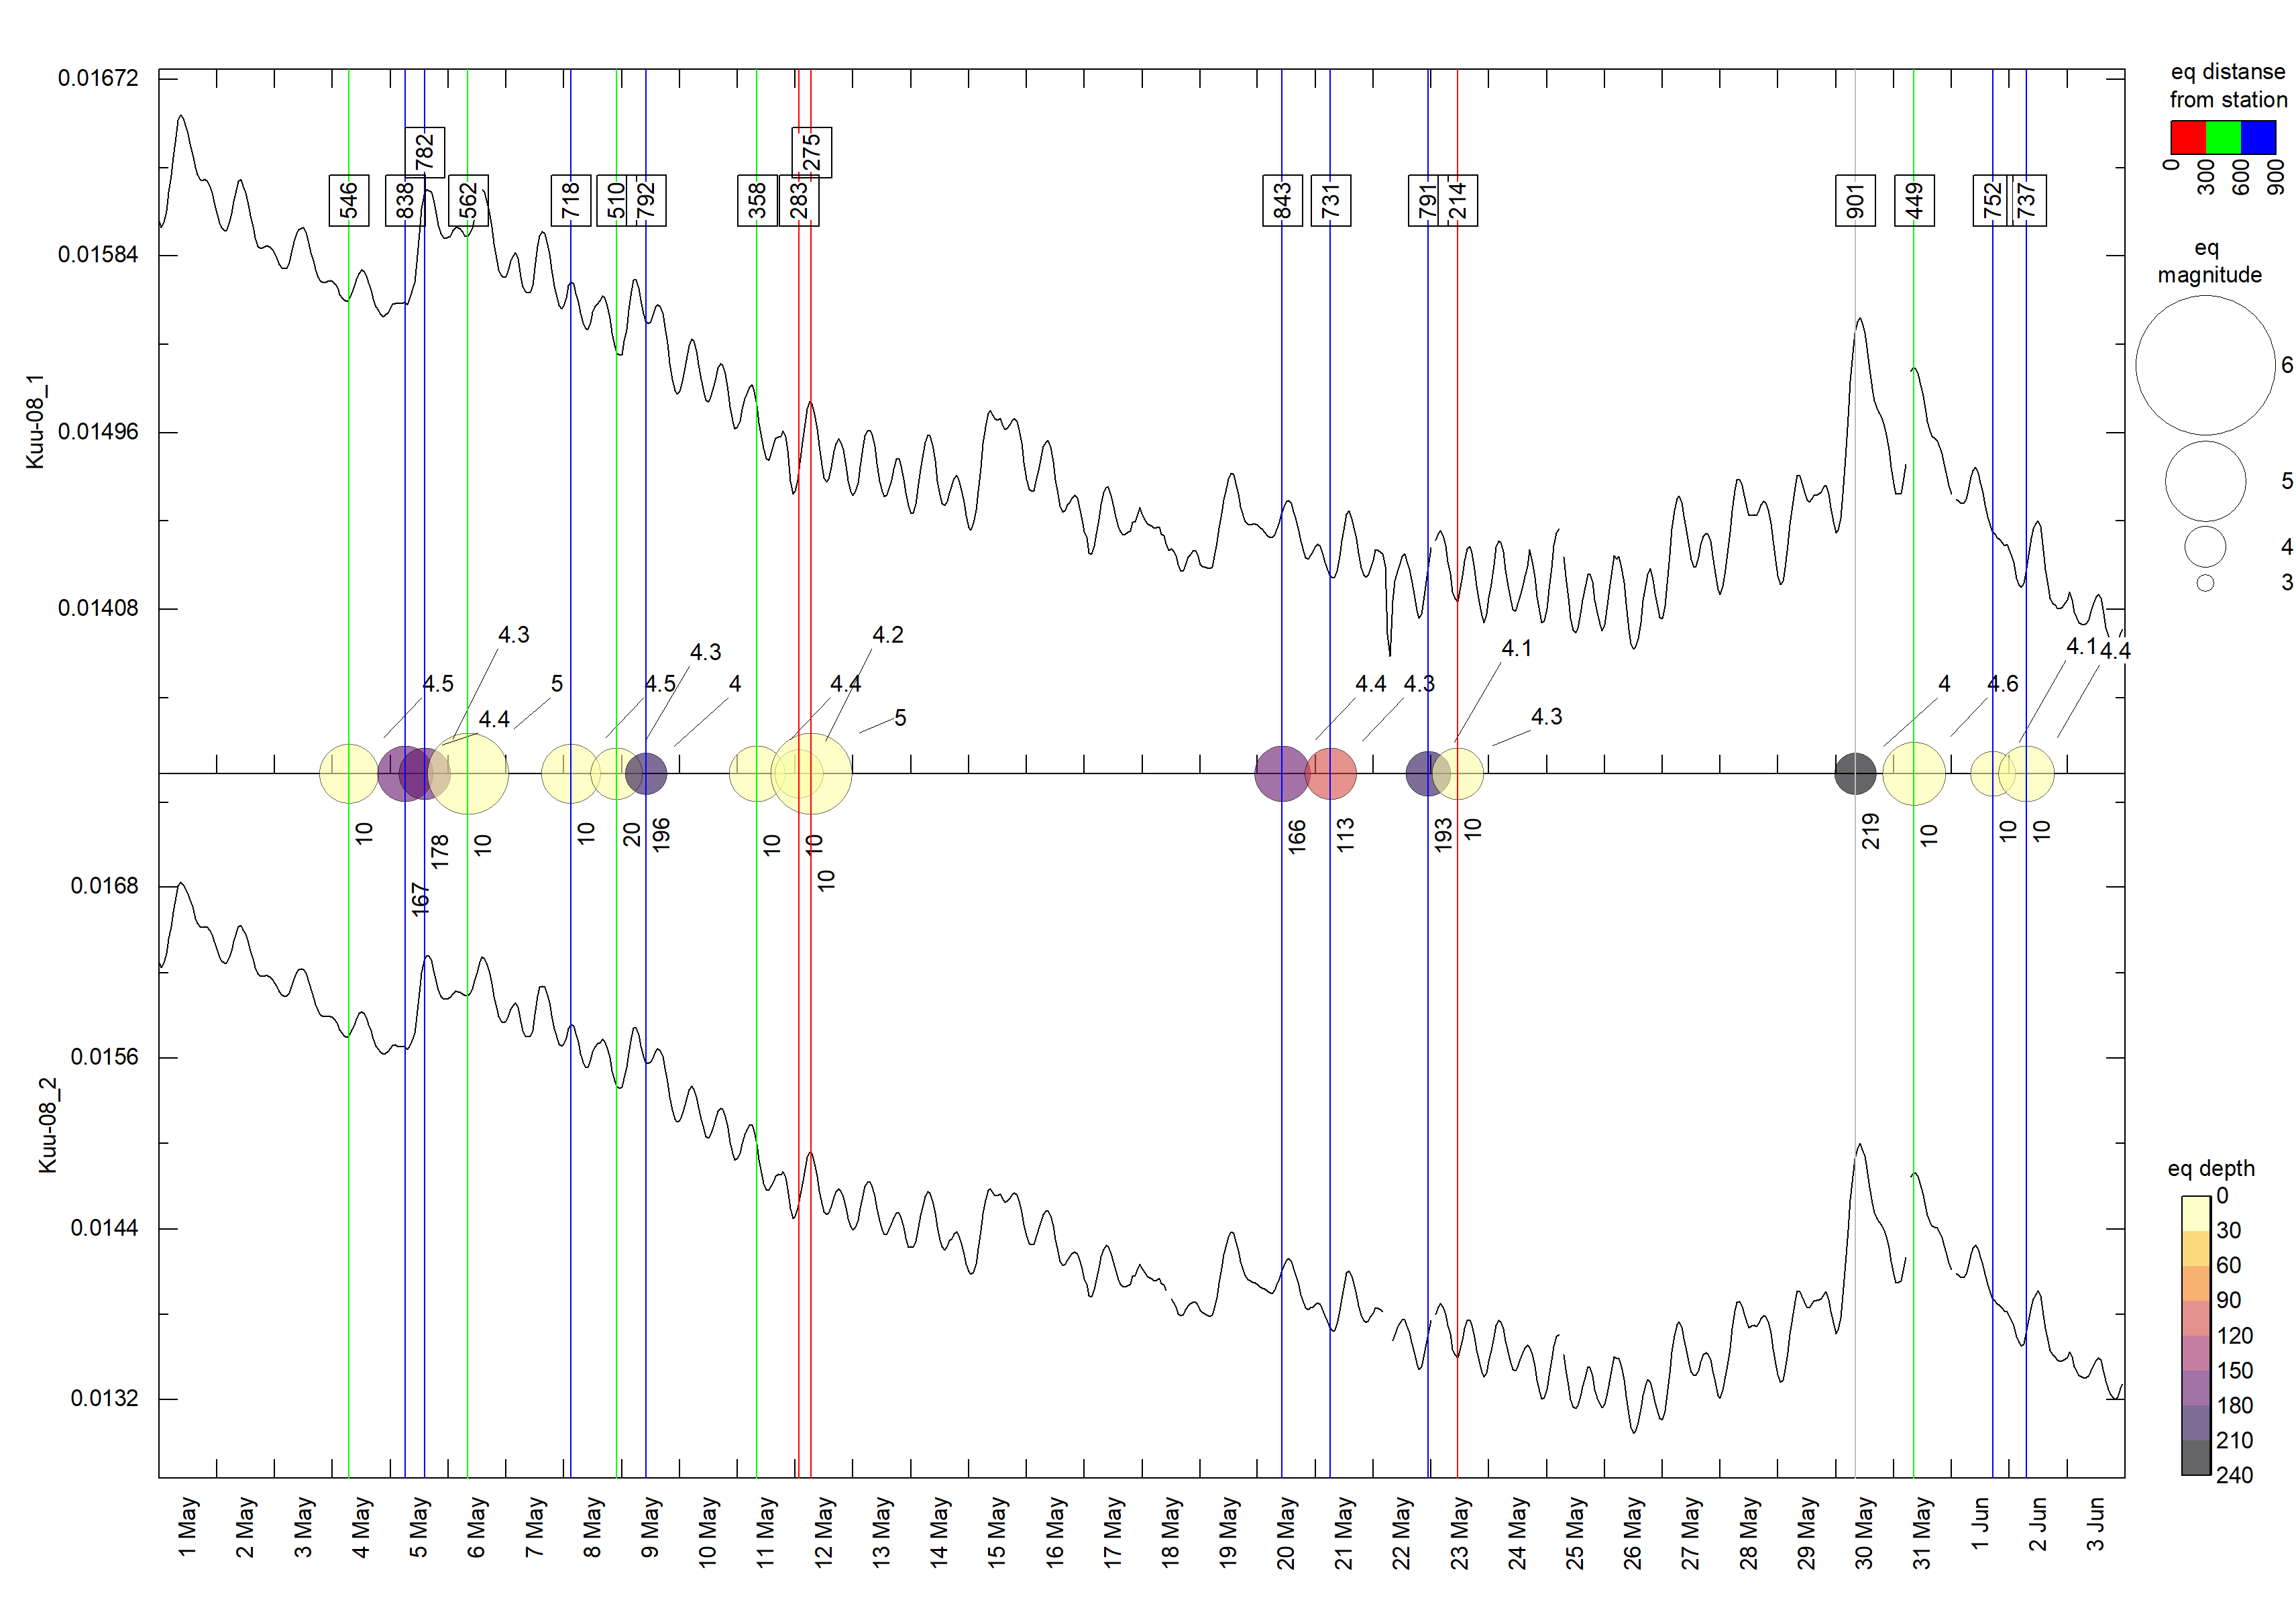 eq distanse
from station
0
300
600
900
eq
magnitude
6
5
4
3
0.01672
0.01584
0.01496
0.01408
Kuu-08_1
546
838
782
562
718
510
792
358
283
275
843
731
791
214
901
449
752
737
4.5
4.3
4.4
5
4.5
4.3
4
4.4
4.2
5
4.4
4.3
4.1
4.3
4
4.6
4.1
4.4
10
167
178
10
10
20
196
10
10
10
166
113
193
10
219
10
10
10
0.0168
0.0156
0.0144
0.0132
Kuu-08_2
eq depth
0
30
60
90
120
150
180
210
240
1 May
2 May
3 May
4 May
5 May
6 May
7 May
8 May
9 May
10 May
11 May
12 May
13 May
14 May
15 May
16 May
17 May
18 May
19 May
20 May
21 May
22 May
23 May
24 May
25 May
26 May
27 May
28 May
29 May
30 May
31 May
1 Jun
2 Jun
3 Jun